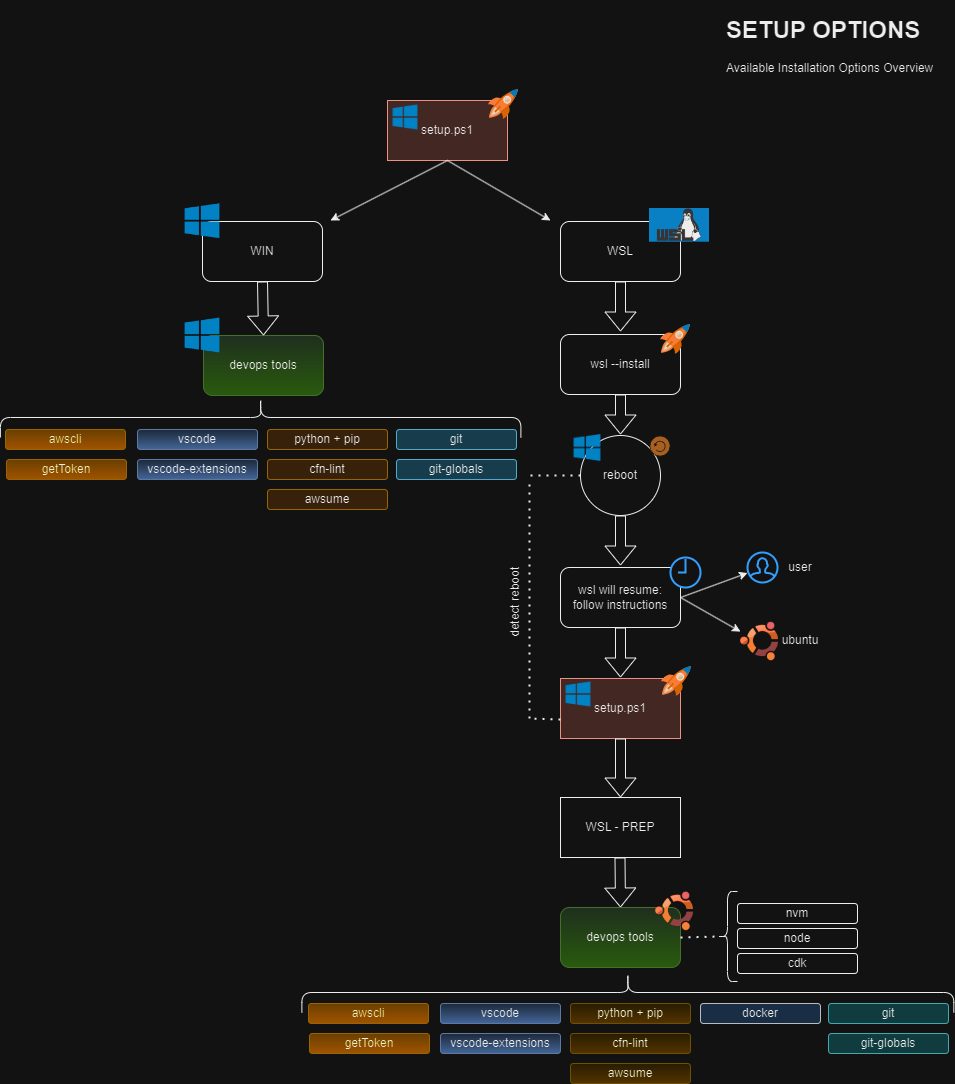 SETUP OPTIONS
Available Installation Options Overview
setup.ps1
WIN
WSL
WSL
devops tools
wsl --install
awscli
vscode
python + pip
git
getToken
vscode-extensions
cfn-lint
git-globals
awsume
reboot
detect reboot
wsl will resume:
follow instructions
user
ubuntu
setup.ps1
WSL - PREP
devops tools
nvm
node
cdk
awscli
vscode
python + pip
docker
git
getToken
vscode-extensions
cfn-lint
git-globals
awsume